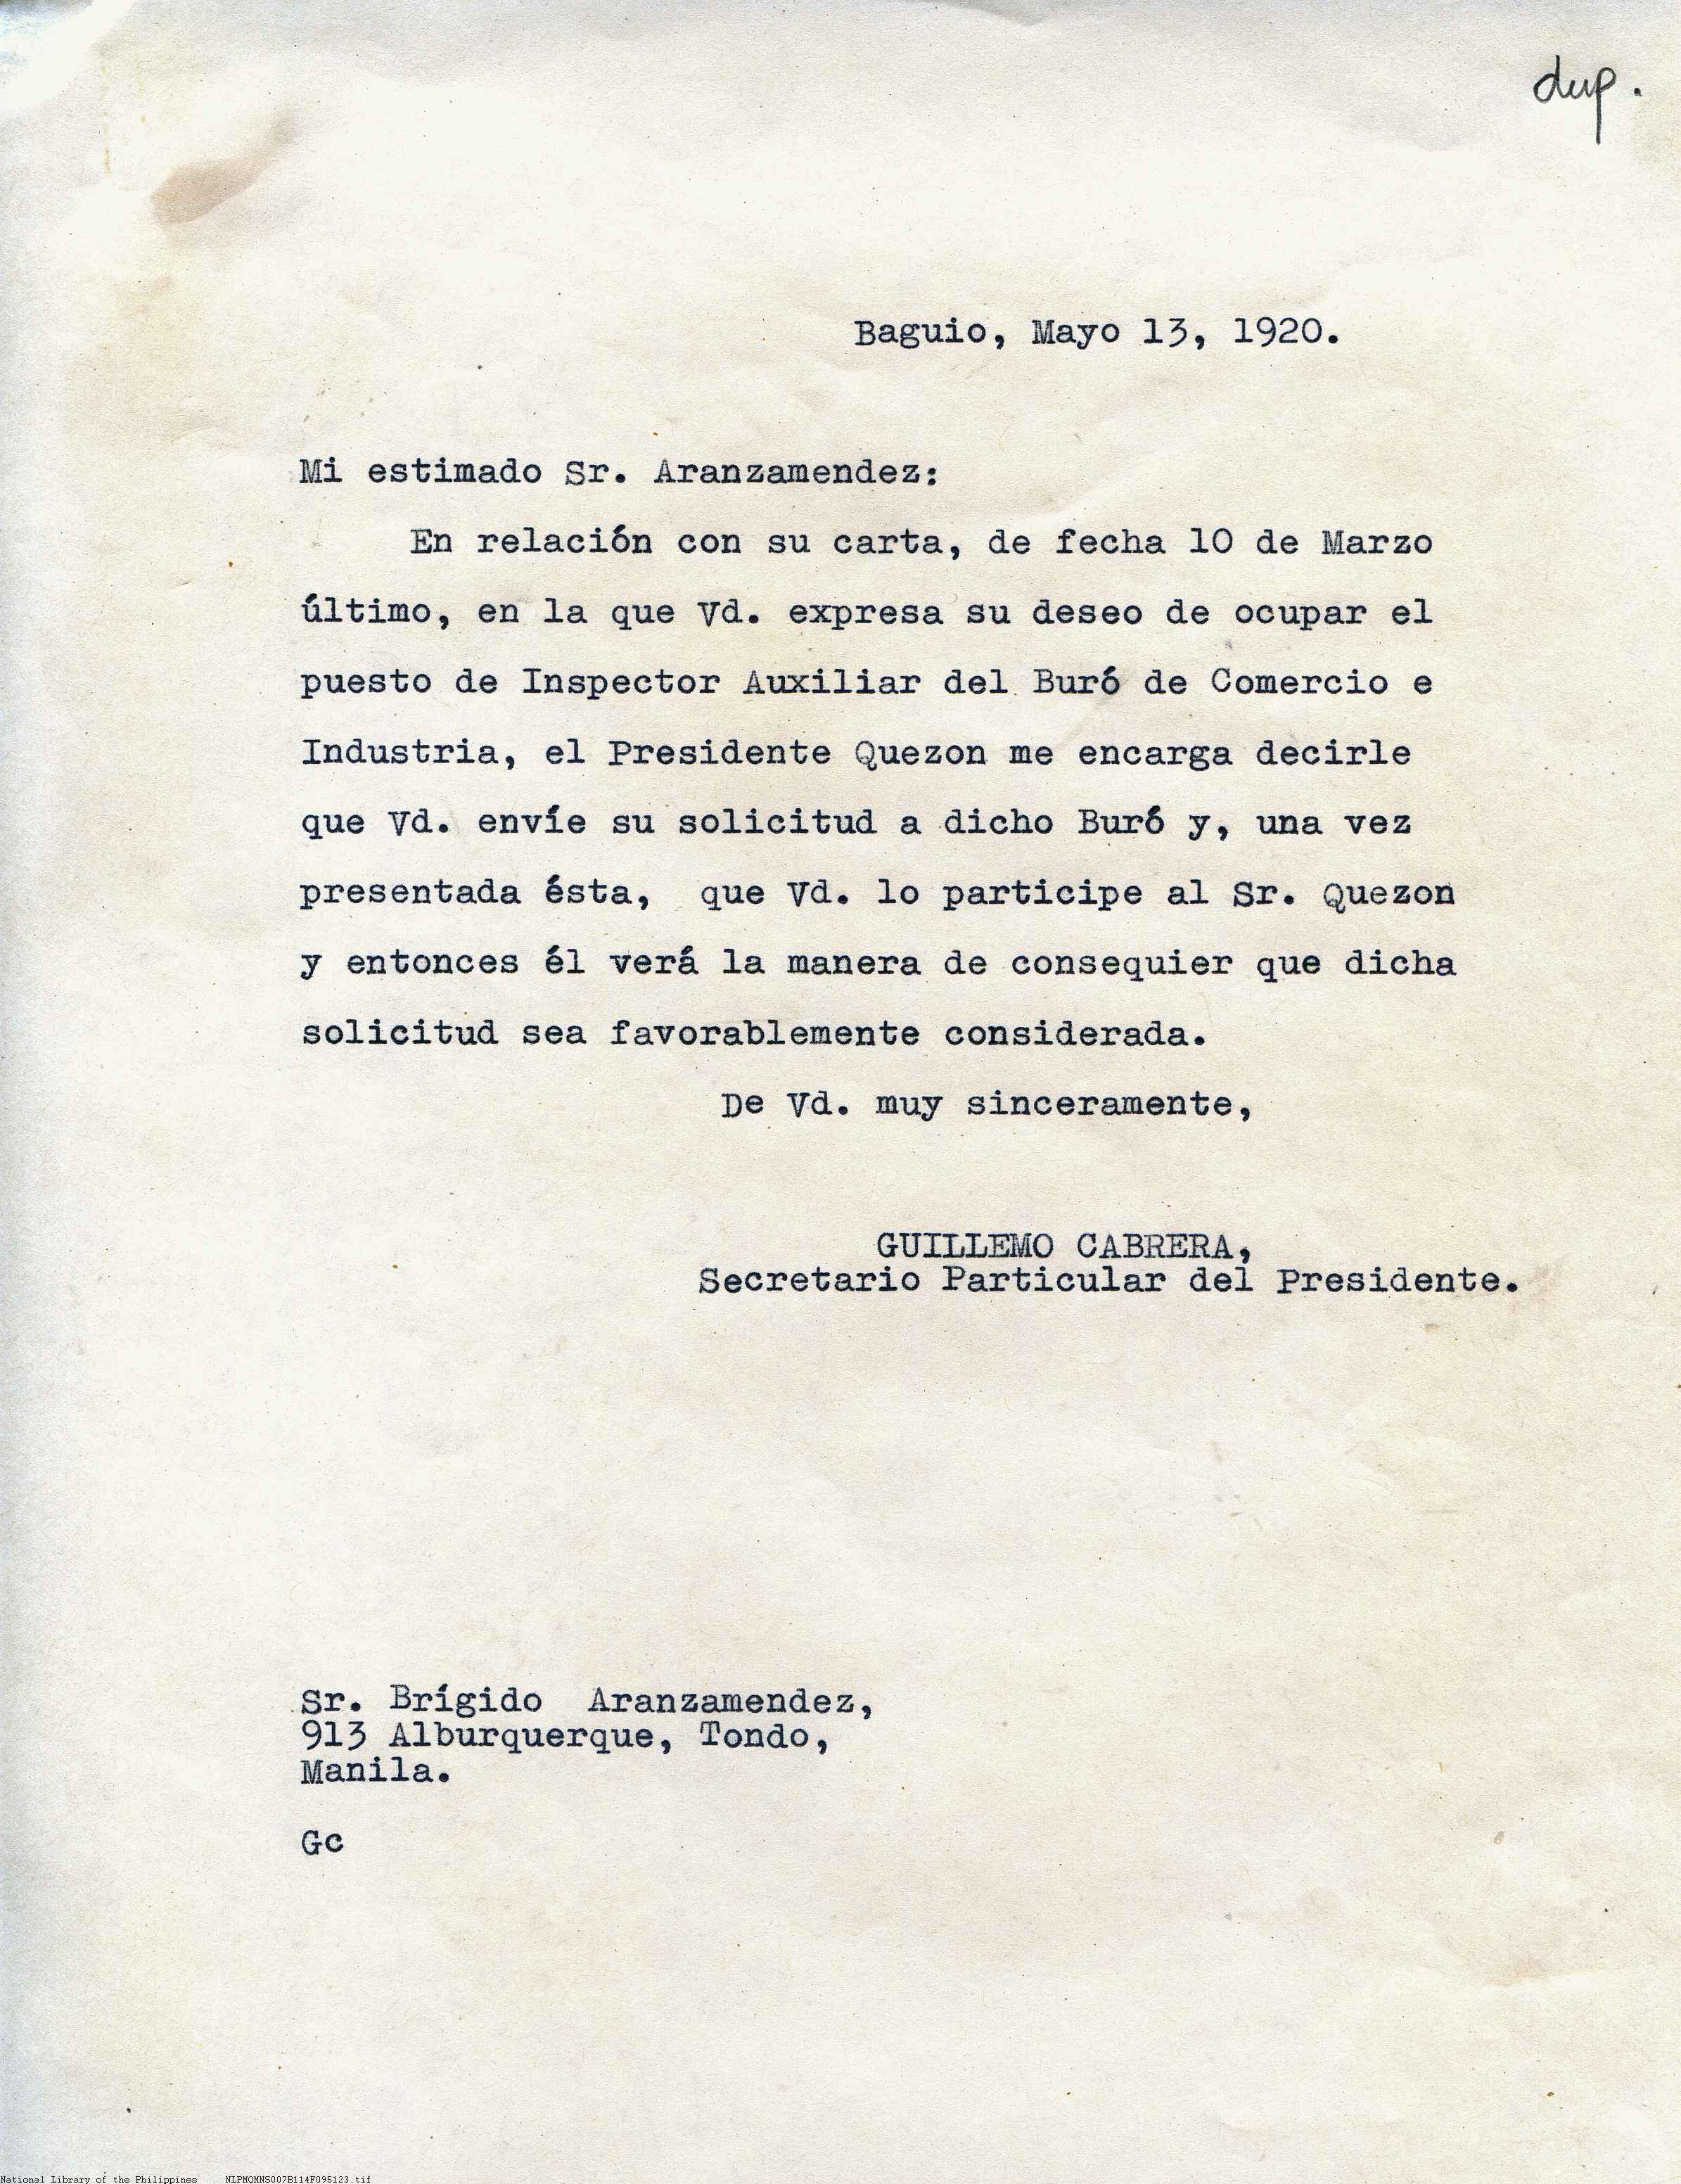 dup.
Baguio, Mayo 13, 1920.
Mi estimado Sr. Aranzamendez:
En relación con su carta, de fecha 10 de Marzo
último, en la que Vd. expresa su deseo de ocupar el
puesto de Inspector Auxiliar del Buró de Comercio e
Industria, el Presidente Quezon me encarga decirle
que Vd. envíe su solicitud a dicho Buró y, una vez
presentada ésta, que Vd. lo participe al Sr. Quezon
y entonces él verá la manera de consequier que dicha
solicitud sea favorablemente considerada.
De Vd. muy sinceramente,
GUILLEMO CABRERA,
Secretario Particular del Presidente.
Sr. Brígido Aranzamendez,
913 Alburquerque, Tondo,
Manila.
Gc
National Library of the Philippines NLPMQMNS007B114F095123.tif